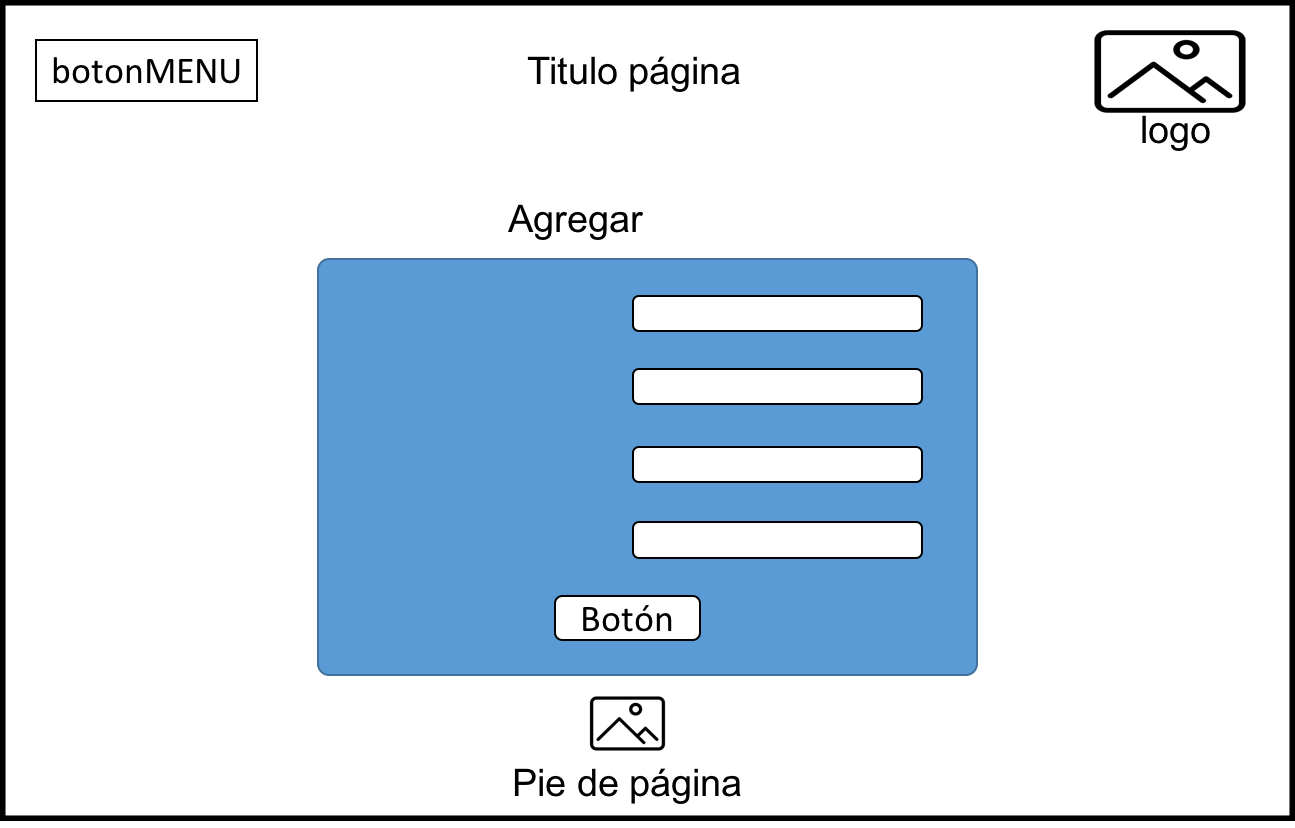 botonMENU
Titulo página
logo
Agregar
Botón
Pie de página